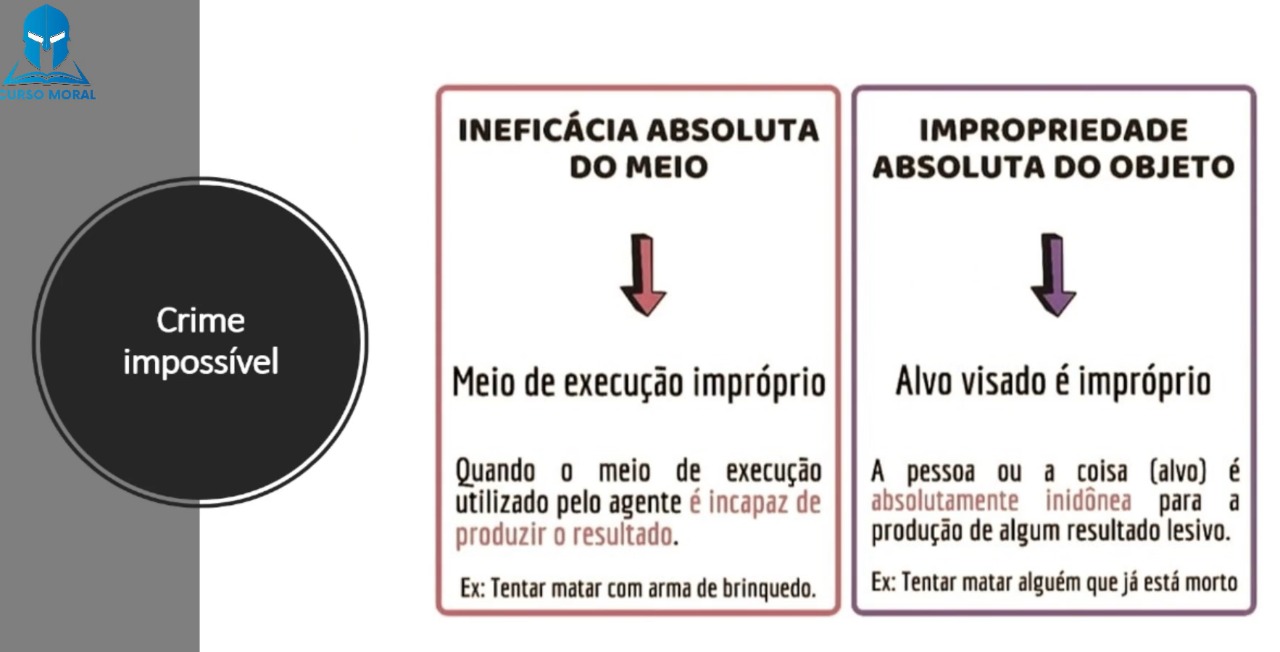 CURSO MORAL
Crime
impossível
INEFICÁCIA ABSOLUTA
DO MEIO
Meio de execução impróprio
Quando o meio de execução
utilizado pelo agente é incapaz de
produzir o resultado.
Ex: Tentar matar com arma de brinquedo.
IMPROPRIEDADE
ABSOLUTA DO OBJETO
Alvo visado é impróprio
A pessoa ou a coisa (alvo) é
absolutamente inidônea para a
produção de algum resultado lesivo.
Ex: Tentar matar alguém que já está morto